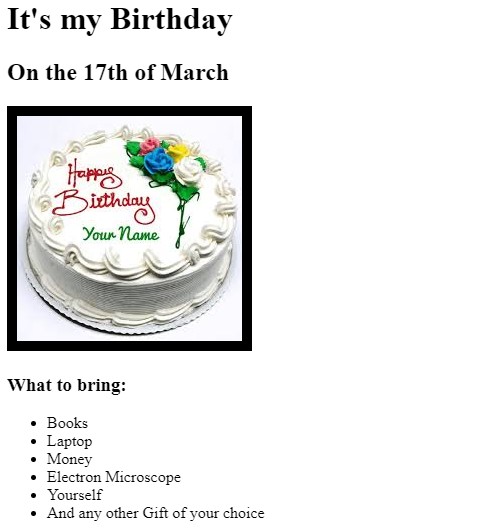 It's my Birthday
On the 17th of March
Happy
Birthday
Your Name
What to bring:
Books
Laptop
Money
Electron Microscope
Yourself
And any other Gift of your choice